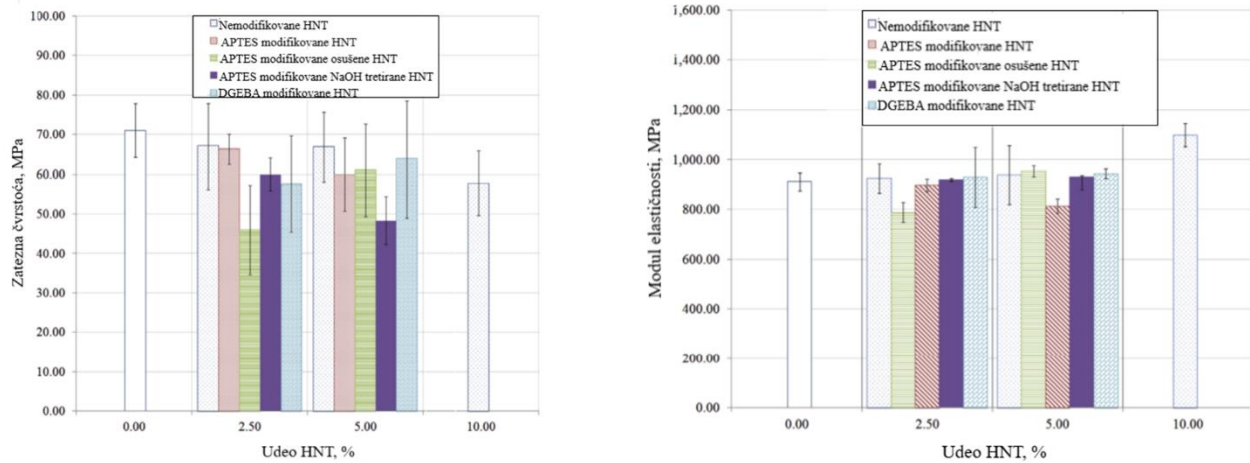 100.00
90.00
80.00
70.00
60.00
50.00
40.00
30.00
20.00
10.00
0.00
Zatezna čvrstoća, MPa
Nemodifikovane HNT
APTES modifikovane HNT
APTES modifikovane osušene HNT
APTES modifikovane NaOH tretirane HNT
DGEBA modifikovane HNT
0.00 2.50 5.00 10.00
Udeo HNT, %
1,600.00
1,400.00
1,200.00
1,000.00
800.00
600.00
400.00
200.00
0.00
Modul elastičnosti, MPa
Nemodifikovane HNT
APTES modifikovane HNT
APTES modifikovane osušene HNT
APTES modifikovane NaOH tretirane HNT
DGEBA modifikovane HNT
0.00 2.50 5.00 10.00
Udeo HNT, %